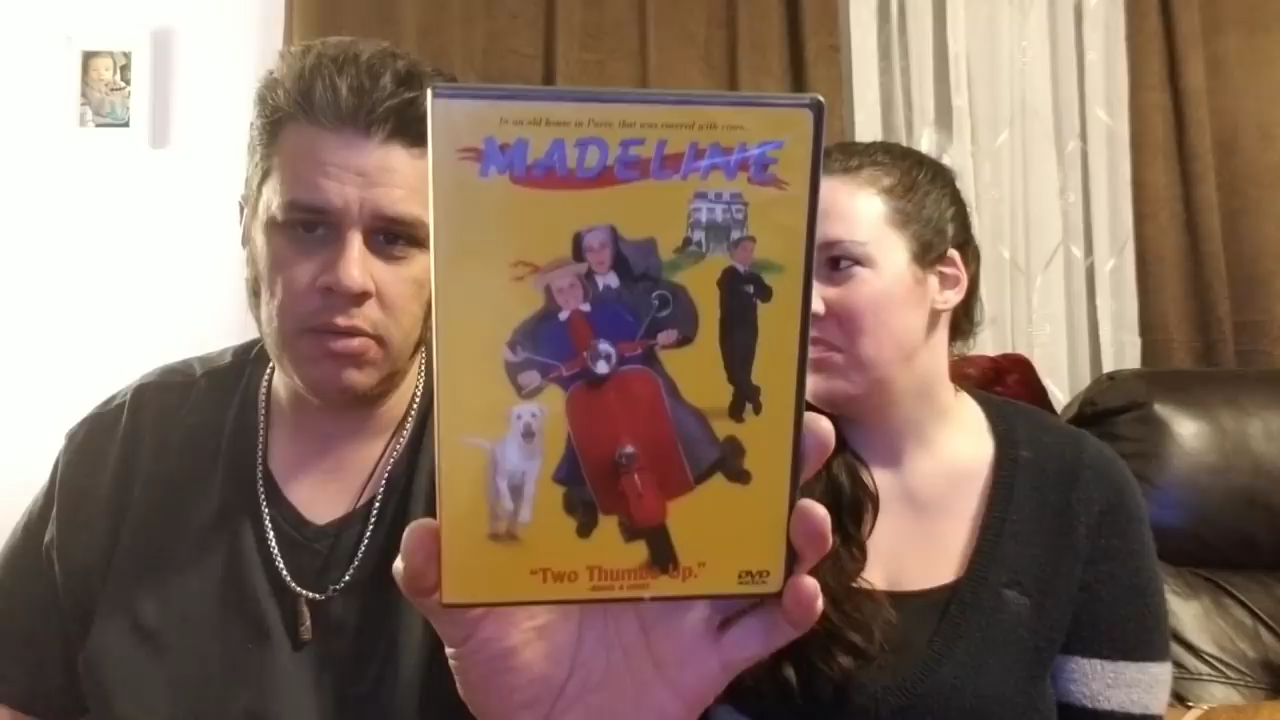 In an old house in Paris, that was covered with vines...
MADELINE
"Two Thumbs Up."
DVD